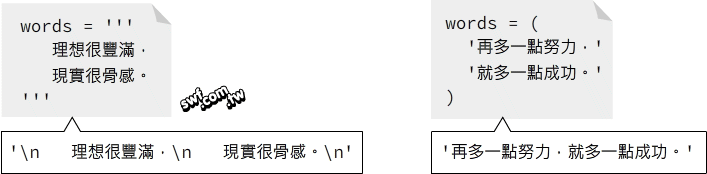 words = '''
理想很豐滿，
現實很骨感。
'''
'\n   理想很豐滿，\n   現實很骨感。\n'
swf.com.tw
words = (
'再多一點努力，'
'就多一點成功。'
)
'再多一點努力，就多一點成功。'